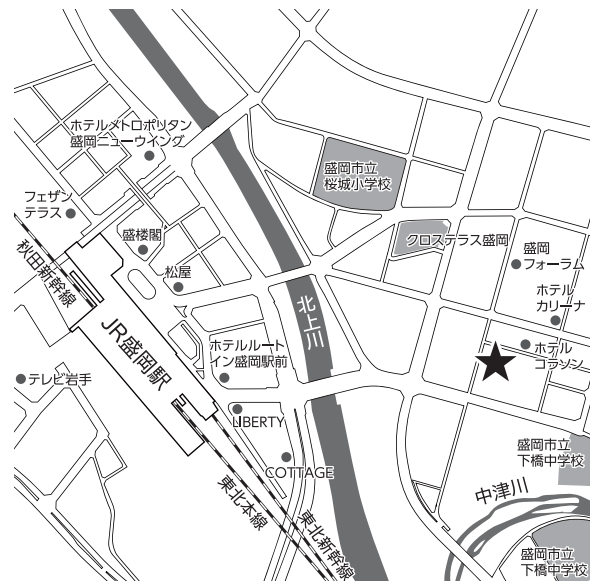 ホテルメトロポリタン
盛岡ニューウイング
フェザン
テラス
盛楼閣
松屋
秋田新幹線
JR盛岡駅
テレビ岩手
ホテルルート
イン盛岡駅前
LIBERTY
COTTAGE
東北本線
東北新幹線
北上川
盛岡市立
桜城小学校
クロステラス盛岡
盛岡
フォーラム
ホテル
カリーナ
ホテル
コラソン
盛岡市立
下橋中学校
中津川
盛岡市立
下橋中学校